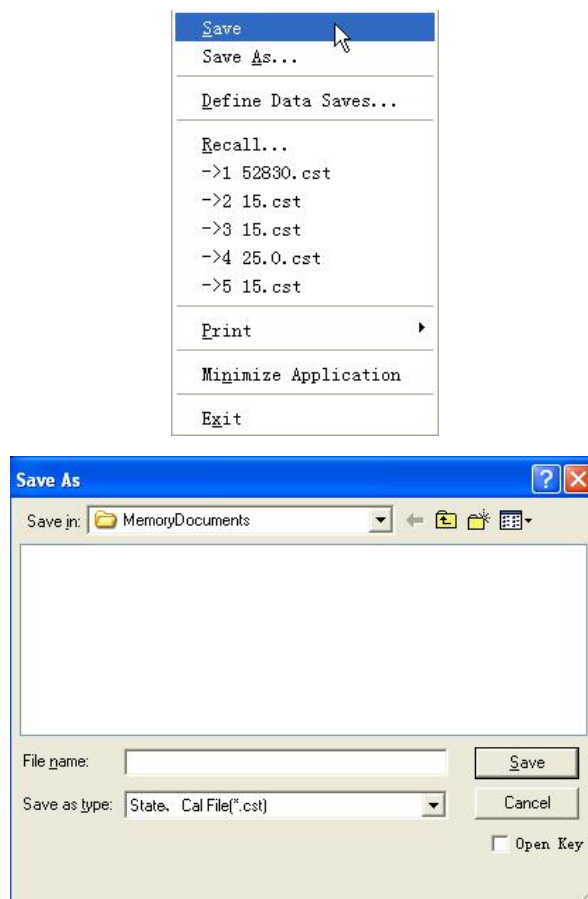 Save
Save As...
Define Data Saves...
Recall...
->1 52830.cst
->2 15.cst
->3 15.cst
->4 25.0.cst
->5 15.cst
Print
Minimize Application
Exit
Save As
Save in: MemoryDocuments
File name: Save
Save as type: State、 Cal File(*.cst) Cancel
Open Key